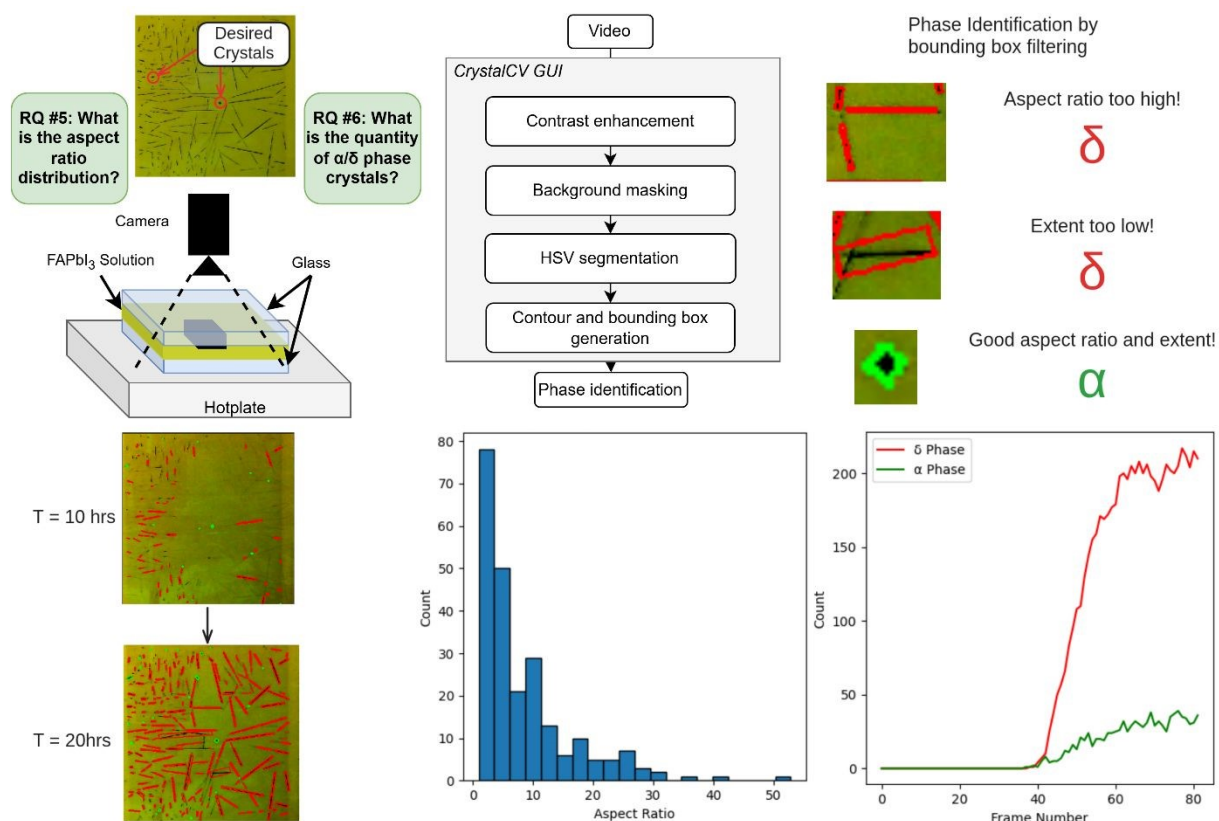 Desired
Crystals
RQ #5: What
is the aspect
ratio
distribution?
RQ #6: What
is the quantity
of α/δ phase
crystals?
Camera
FAPbI₃ Solution
Glass
Hotplate
T = 10 hrs
T = 20hrs
Video
CrystalCV GUI
Contrast enhancement
Background masking
HSV segmentation
Contour and bounding box
generation
Phase identification
Phase Identification by
bounding box filtering
Aspect ratio too high!
δ
Extent too low!
δ
Good aspect ratio and extent!
α
80
70
60
50
40
30
20
10
0
Count
0 10 20 30 40 50
Aspect Ratio
δ Phase
α Phase
200
150
100
50
0
Count
0 20 40 60 80
Frame Number